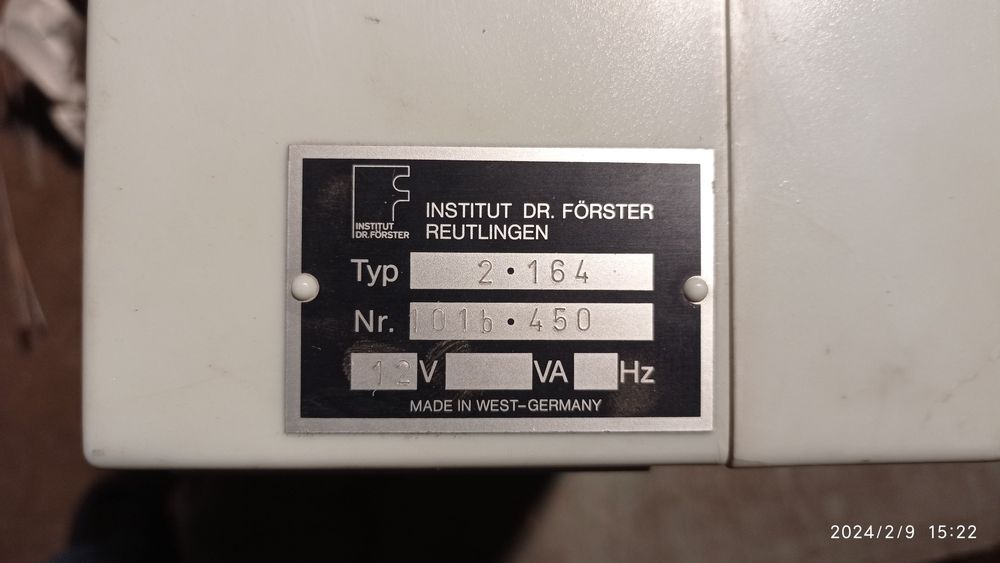 INSTITUT
DR. FÖRSTER
INSTITUT DR. FÖRSTER
REUTLINGEN
Typ 2·164
Nr. 101b·450
12 V VA Hz
MADE IN WEST-GERMANY
2024/2/9 15:22